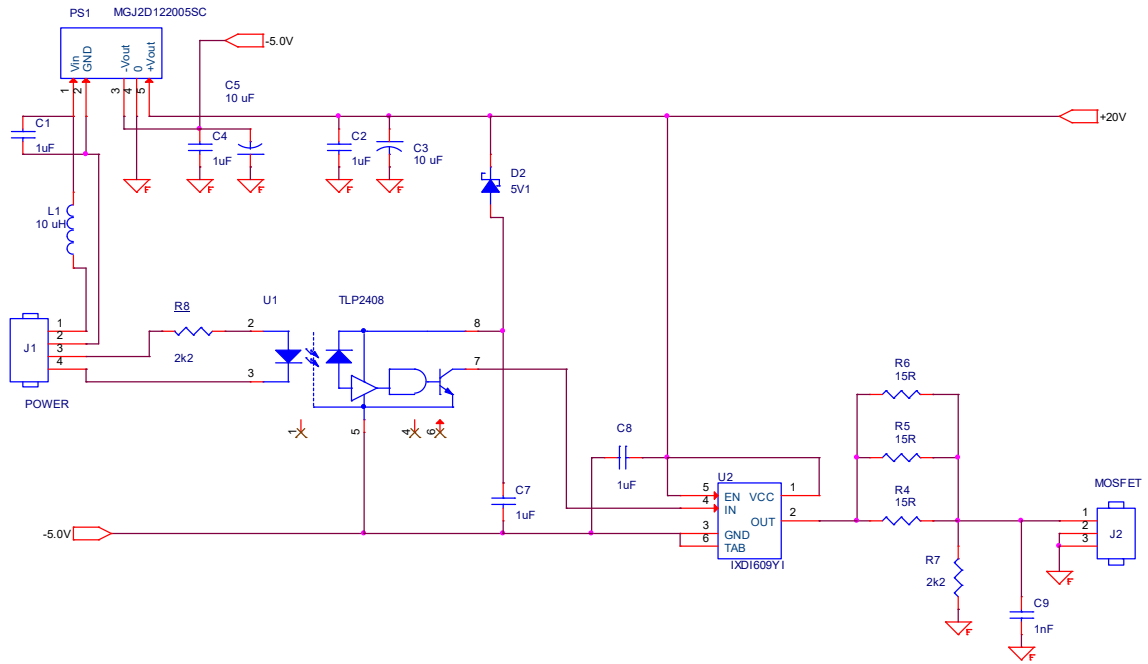 PS1 MGJ2D122005SC
-5.0V
Vin
GND
-Vout
0
+Vout
1
2
3
4
5
C5
10 uF
C1
1uF
C4
1uF
C2
1uF
C3
10 uF
+20V
D2
5V1
L1
10 uH
R8
2k2
U1
TLP2408
2
3
8
7
1
5
4
6
J1
1
2
3
4
POWER
R6
15R
R5
15R
R4
15R
C8
1uF
U2
5
4
3
6
EN
IN
GND
TAB
VCC
OUT
1
2
IXDI609YI
MOSFET
1
2
3
J2
C7
1uF
-5.0V
R7
2k2
C9
1nF
F
F
F
F
F
F
F